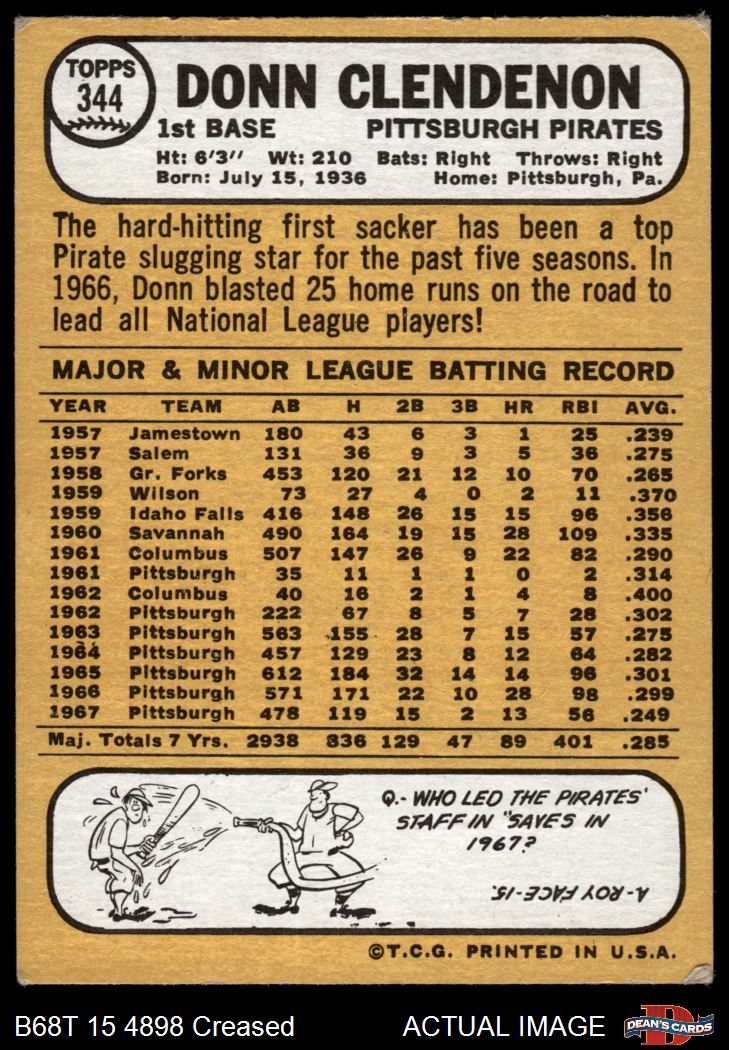 TOPPS
344
DONN CLENDENON
1st BASE PITTSBURGH PIRATES
Ht: 6'3" Wt: 210 Bats: Right Throws: Right
Born: July 15, 1936 Home: Pittsburgh, Pa.
The hard-hitting first sacker has been a top
Pirate slugging star for the past five seasons. In
1966, Donn blasted 25 home runs on the road to
lead all National League players!
MAJOR & MINOR LEAGUE BATTING RECORD
YEAR TEAM AB H 2B 3B HR RBI AVG.
1957 Jamestown 180 43 6 3 1 25 .239
1957 Salem 131 36 9 3 5 36 .275
1958 Gr. Forks 453 120 21 12 10 70 .265
1959 Wilson 73 27 4 0 2 11 .370
1959 Idaho Falls 416 148 26 15 15 96 .356
1960 Savannah 490 164 19 15 28 109 .335
1961 Columbus 507 147 26 9 22 82 .290
1961 Pittsburgh 35 11 1 1 0 2 .314
1962 Columbus 40 16 2 1 4 8 .400
1962 Pittsburgh 222 67 8 5 7 28 .302
1963 Pittsburgh 563 155 28 7 15 57 .275
1964 Pittsburgh 457 129 23 8 12 64 .282
1965 Pittsburgh 612 184 32 14 14 96 .301
1966 Pittsburgh 571 171 22 10 28 98 .299
1967 Pittsburgh 478 119 15 2 13 56 .249
Maj. Totals 7 Yrs. 2938 836 129 47 89 401 .285
Q.- WHO LED THE PIRATES'
STAFF IN "SAVES IN
1967?
A- ROY FACE-15.
©T.C.G. PRINTED IN U.S.A.
B68T 15 4898 Creased ACTUAL IMAGE
D
DEAN'S CARDS